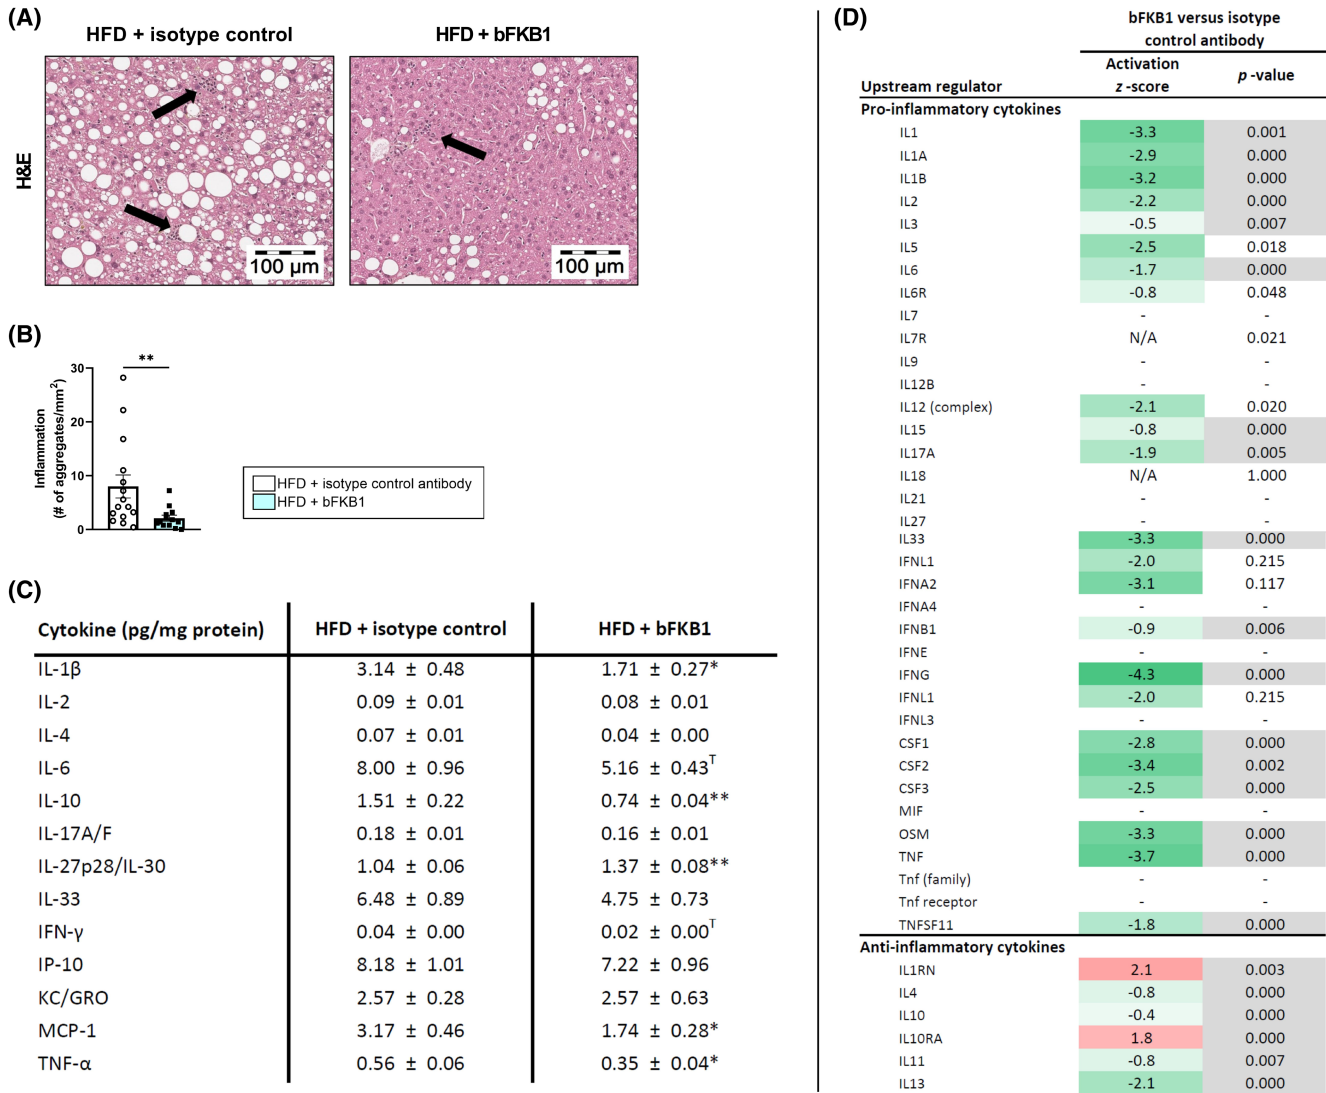 (A)
HFD + isotype control
HFD + bFKB1
H&E
100 µm
100 µm
(B)
Inflammation
(# of aggregates/mm²)
30
20
10
0
**
HFD + isotype control antibody
HFD + bFKB1
(C)
Cytokine (pg/mg protein) HFD + isotype control HFD + bFKB1
IL-1β 3.14 ± 0.48 1.71 ± 0.27*
IL-2 0.09 ± 0.01 0.08 ± 0.01
IL-4 0.07 ± 0.01 0.04 ± 0.00
IL-6 8.00 ± 0.96 5.16 ± 0.43ᵀ
IL-10 1.51 ± 0.22 0.74 ± 0.04**
IL-17A/F 0.18 ± 0.01 0.16 ± 0.01
IL-27p28/IL-30 1.04 ± 0.06 1.37 ± 0.08**
IL-33 6.48 ± 0.89 4.75 ± 0.73
IFN-γ 0.04 ± 0.00 0.02 ± 0.00ᵀ
IP-10 8.18 ± 1.01 7.22 ± 0.96
KC/GRO 2.57 ± 0.28 2.57 ± 0.63
MCP-1 3.17 ± 0.46 1.74 ± 0.28*
TNF-α 0.56 ± 0.06 0.35 ± 0.04*
(D)
bFKB1 versus isotype
control antibody
Activation
Upstream regulator z -score p -value
Pro-inflammatory cytokines
IL1 -3.3 0.001
IL1A -2.9 0.000
IL1B -3.2 0.000
IL2 -2.2 0.000
IL3 -0.5 0.007
IL5 -2.5 0.018
IL6 -1.7 0.000
IL6R -0.8 0.048
IL7 - -
IL7R N/A 0.021
IL9 - -
IL12B - -
IL12 (complex) -2.1 0.020
IL15 -0.8 0.000
IL17A -1.9 0.005
IL18 N/A 1.000
IL21 - -
IL27 - -
IL33 -3.3 0.000
IFNL1 -2.0 0.215
IFNA2 -3.1 0.117
IFNA4 - -
IFNB1 -0.9 0.006
IFNE - -
IFNG -4.3 0.000
IFNL1 -2.0 0.215
IFNL3 - -
CSF1 -2.8 0.000
CSF2 -3.4 0.002
CSF3 -2.5 0.000
MIF - -
OSM -3.3 0.000
TNF -3.7 0.000
Tnf (family) - -
Tnf receptor - -
TNFSF11 -1.8 0.000
Anti-inflammatory cytokines
IL1RN 2.1 0.003
IL4 -0.8 0.000
IL10 -0.4 0.000
IL10RA 1.8 0.000
IL11 -0.8 0.007
IL13 -2.1 0.000